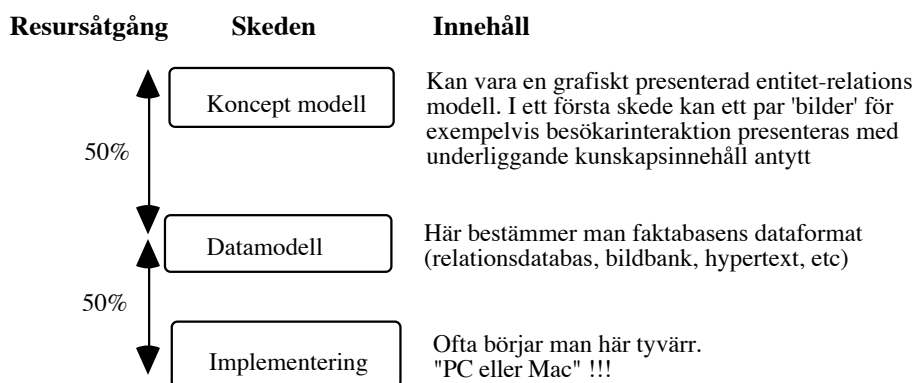 Resursåtgång Skeden Innehåll
Koncept modell
Kan vara en grafiskt presenterad entitet-relations
modell. I ett första skede kan ett par 'bilder' för
exempelvis besökarinteraktion presenteras med
underliggande kunskapsinnehåll antytt
50%
Datamodell
Här bestämmer man faktabasens dataformat
(relationsdatabas, bildbank, hypertext, etc)
50%
Implementering
Ofta börjar man här tyvärr.
"PC eller Mac" !!!